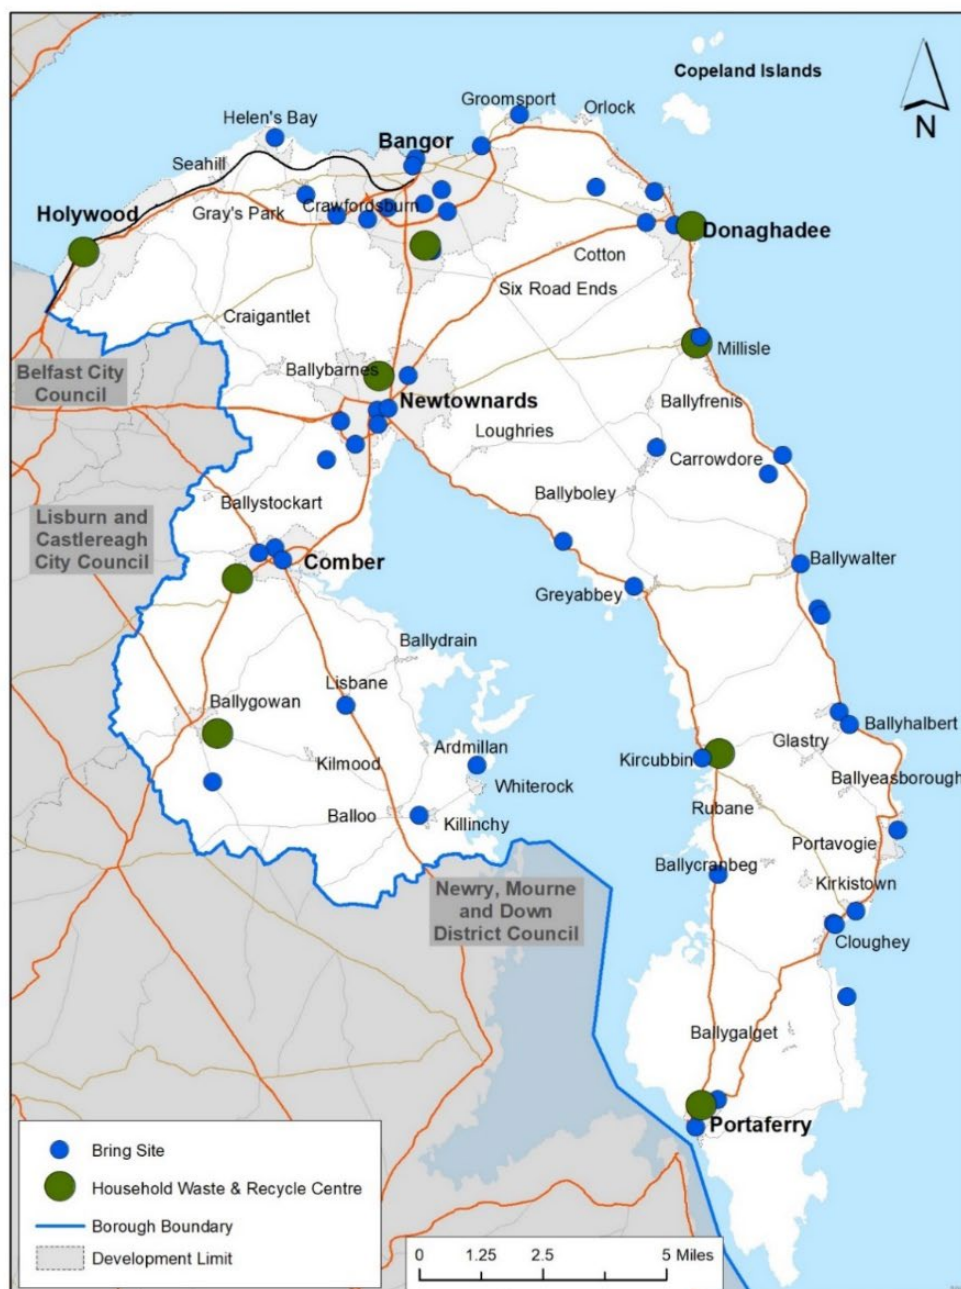 Copeland Islands
Groomsport
Orlock
Helen's Bay
Bangor
N
Seahill
Holywood
Gray's Park
Crawfordsburn
Donaghadee
Cotton
Six Road Ends
Craigantlet
Millisle
Belfast City
Council
Ballybarnes
Newtownards
Ballyfrenis
Loughries
Carrowdore
Ballyboley
Ballystockart
Lisburn and
Castlereagh
City Council
Comber
Ballywalter
Greyabbey
Ballydrain
Lisbane
Ballygowan
Ballyhalbert
Glastry
Ardmillan
Kilmood
Kircubbin
Whiterock
Ballyeasborough
Rubane
Balloo
Killinchy
Portavogie
Ballycranbeg
Kirkistown
Newry, Mourne
and Down
District Council
Cloughey
Ballygalget
Portaferry
Bring Site
Household Waste & Recycle Centre
Borough Boundary
Development Limit
0 1.25 2.5 5 Miles